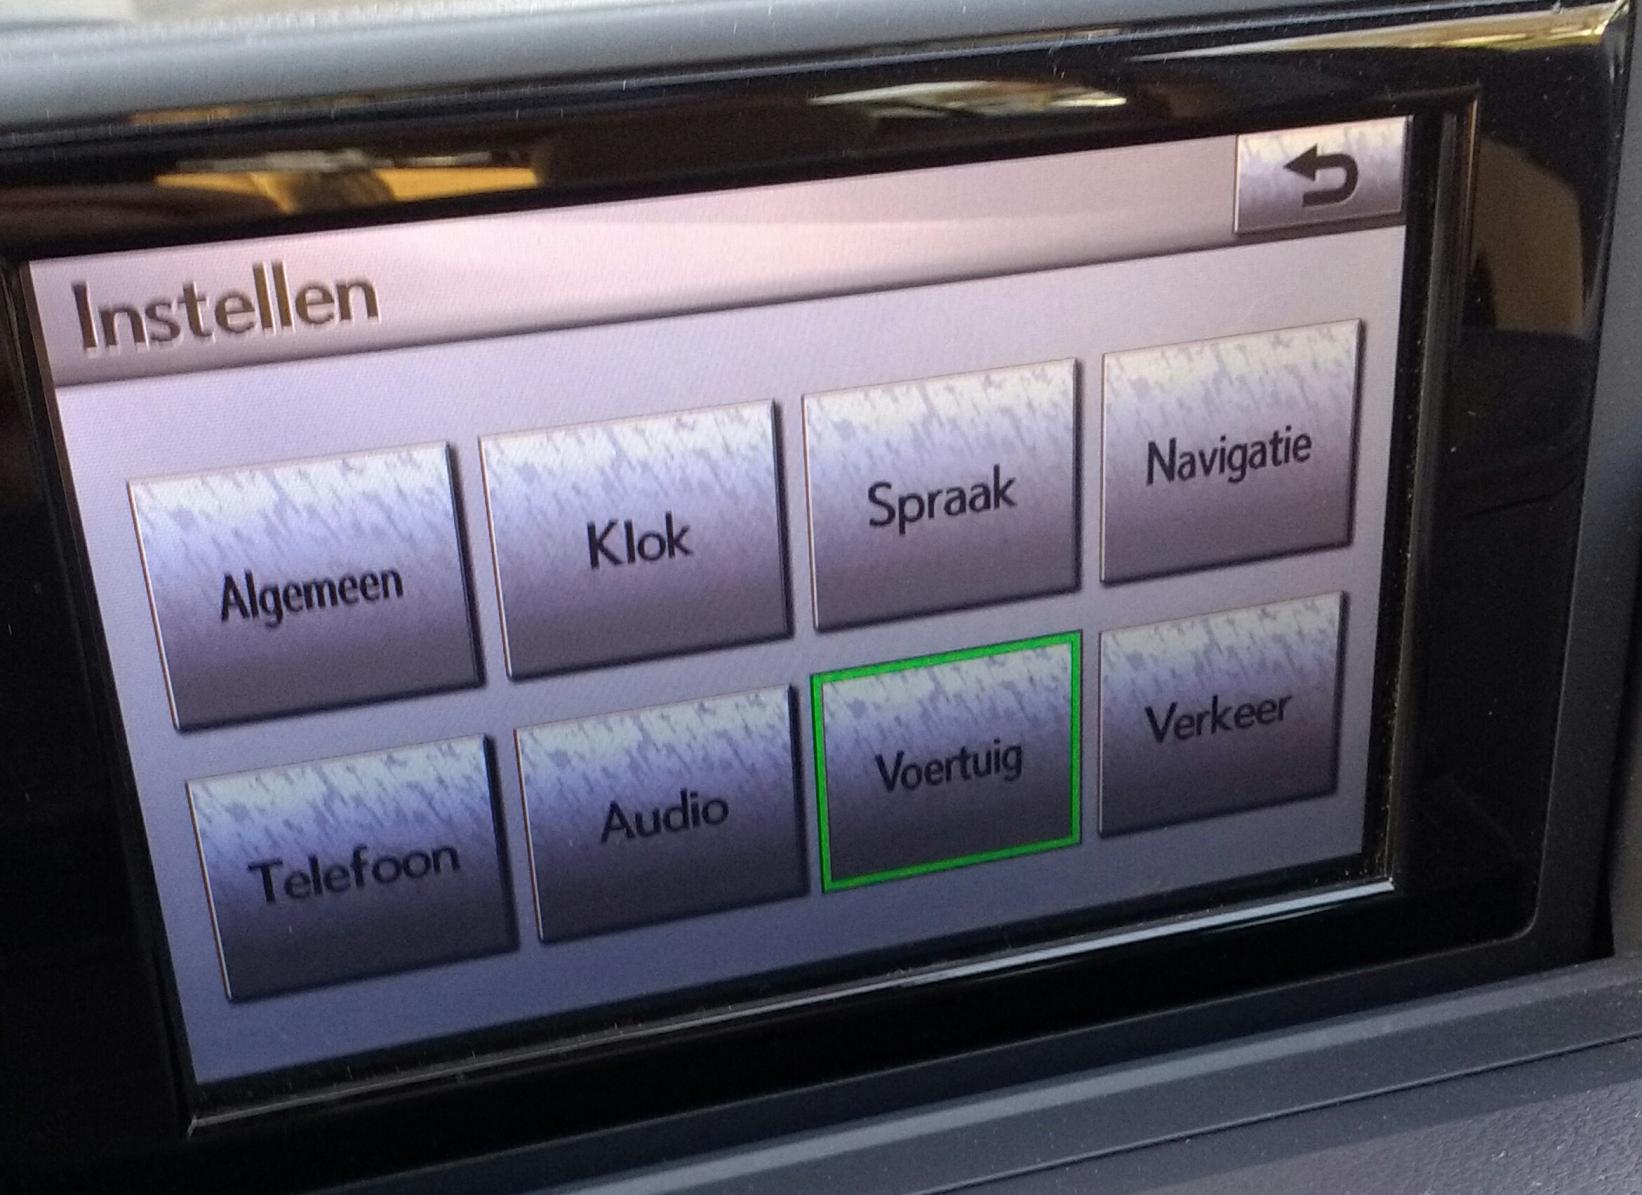 Instellen
Algemeen
Klok
Spraak
Navigatie
Telefoon
Audio
Voertuig
Verkeer